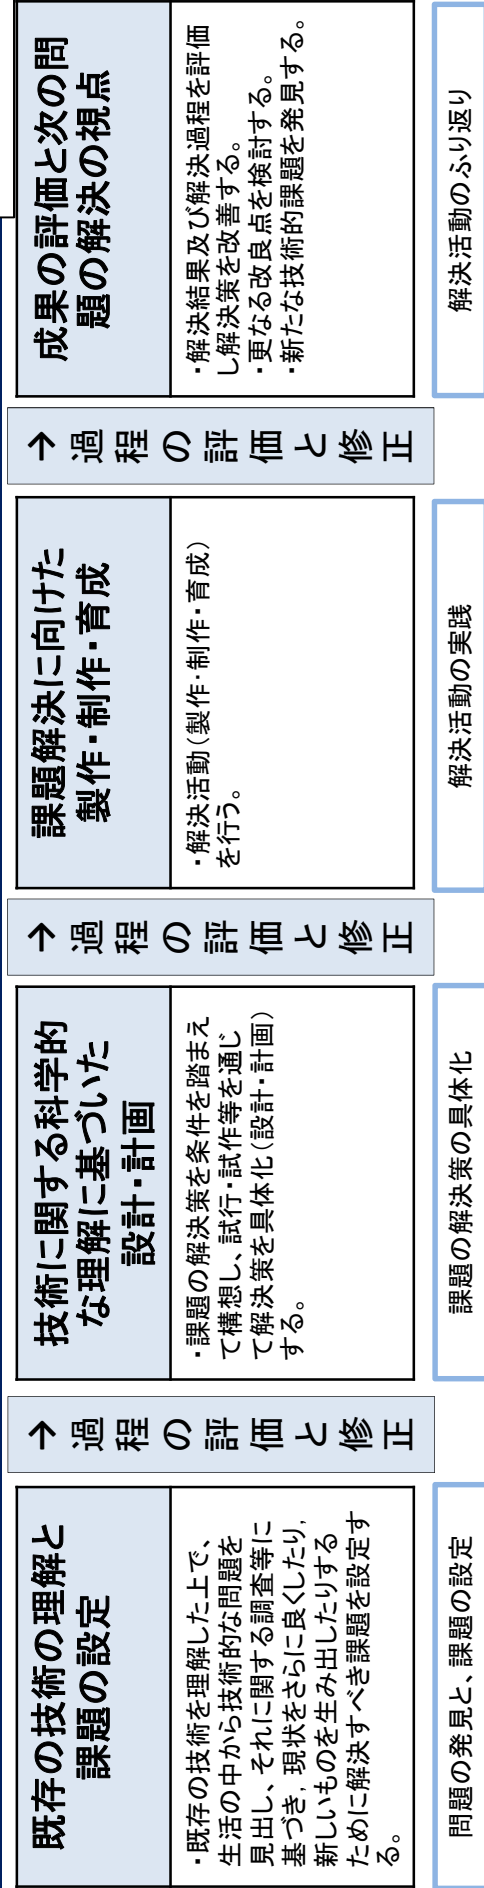 既存の技術の理解と
課題の設定
・既存の技術を理解した上で、
生活の中から技術的な問題を
見出し、それに関する調査等に
基づき，現状をさらに良くしたり，
新しいものを生み出したりする
ために解決すべき課題を設定す
る。
問題の発見と、課題の設定
→過程の評価と修正
技術に関する科学的
な理解に基づいた
設計・計画
・課題の解決策を条件を踏まえ
て構想し、試行・試作等を通じ
て解決策を具体化（設計・計画）
する。
課題の解決策の具体化
→過程の評価と修正
課題解決に向けた
製作・制作・育成
・解決活動（製作・制作・育成）
を行う。
解決活動の実践
→過程の評価と修正
成果の評価と次の問
題の解決の視点
・解決結果及び解決過程を評価
し解決策を改善する。
・更なる改良点を検討する。
・新たな技術的課題を発見する。
解決活動のふり返り